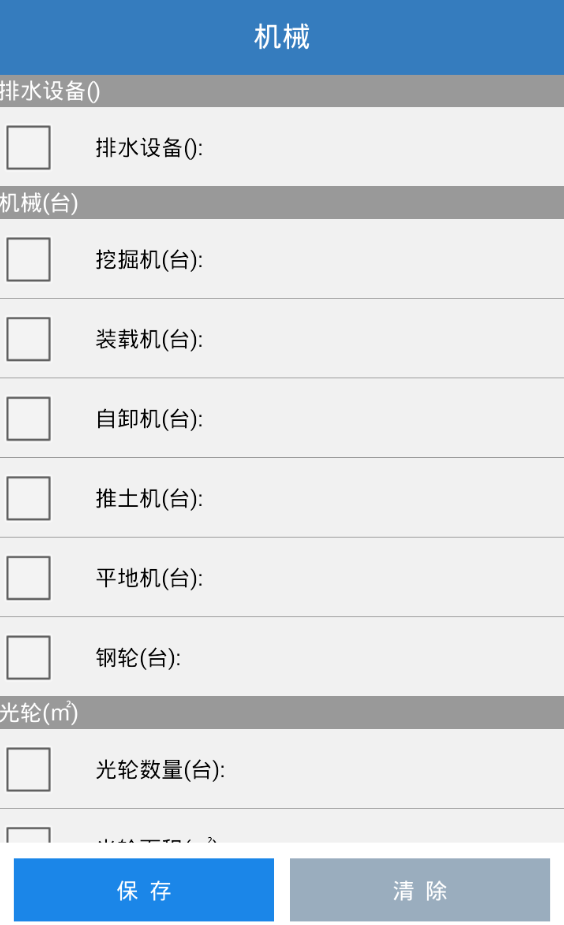 机械
排水设备()
排水设备():
机械(台)
挖掘机(台):
装载机(台):
自卸机(台):
推土机(台):
平地机(台):
钢轮(台):
光轮(㎡)
光轮数量(台):
保 存
清 除